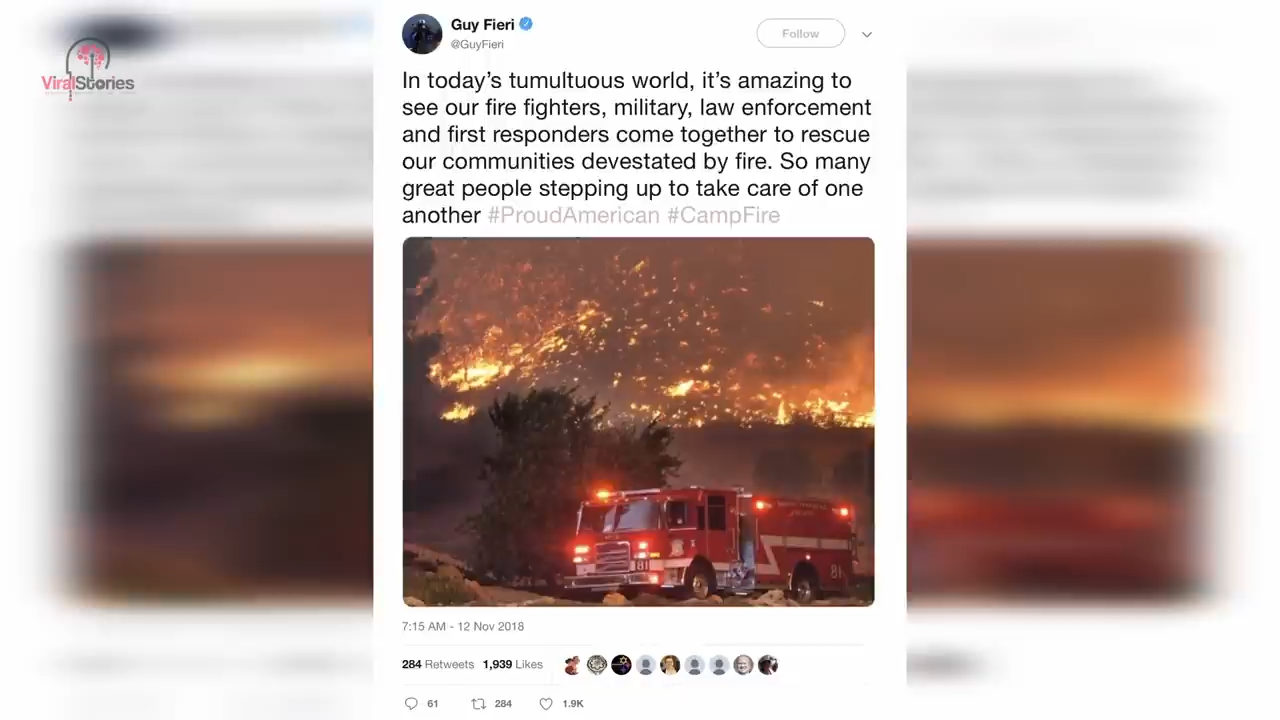 ViralStories
Guy Fieri
@GuyFieri
Follow
In today's tumultuous world, it's amazing to
see our fire fighters, military, law enforcement
and first responders come together to rescue
our communities devestated by fire. So many
great people stepping up to take care of one
another #ProudAmerican #CampFire
81
81
7:15 AM - 12 Nov 2018
284 Retweets 1,939 Likes
61 284 1.9K